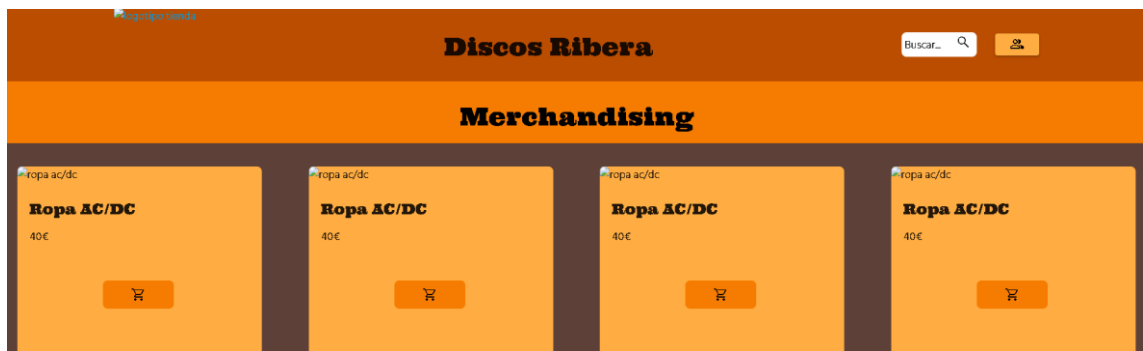 Discos Ribera
Buscar...
Merchandising
ropa ac/dc
ropa ac/dc
ropa ac/dc
ropa ac/dc
Ropa AC/DC
Ropa AC/DC
Ropa AC/DC
Ropa AC/DC
40€
40€
40€
40€